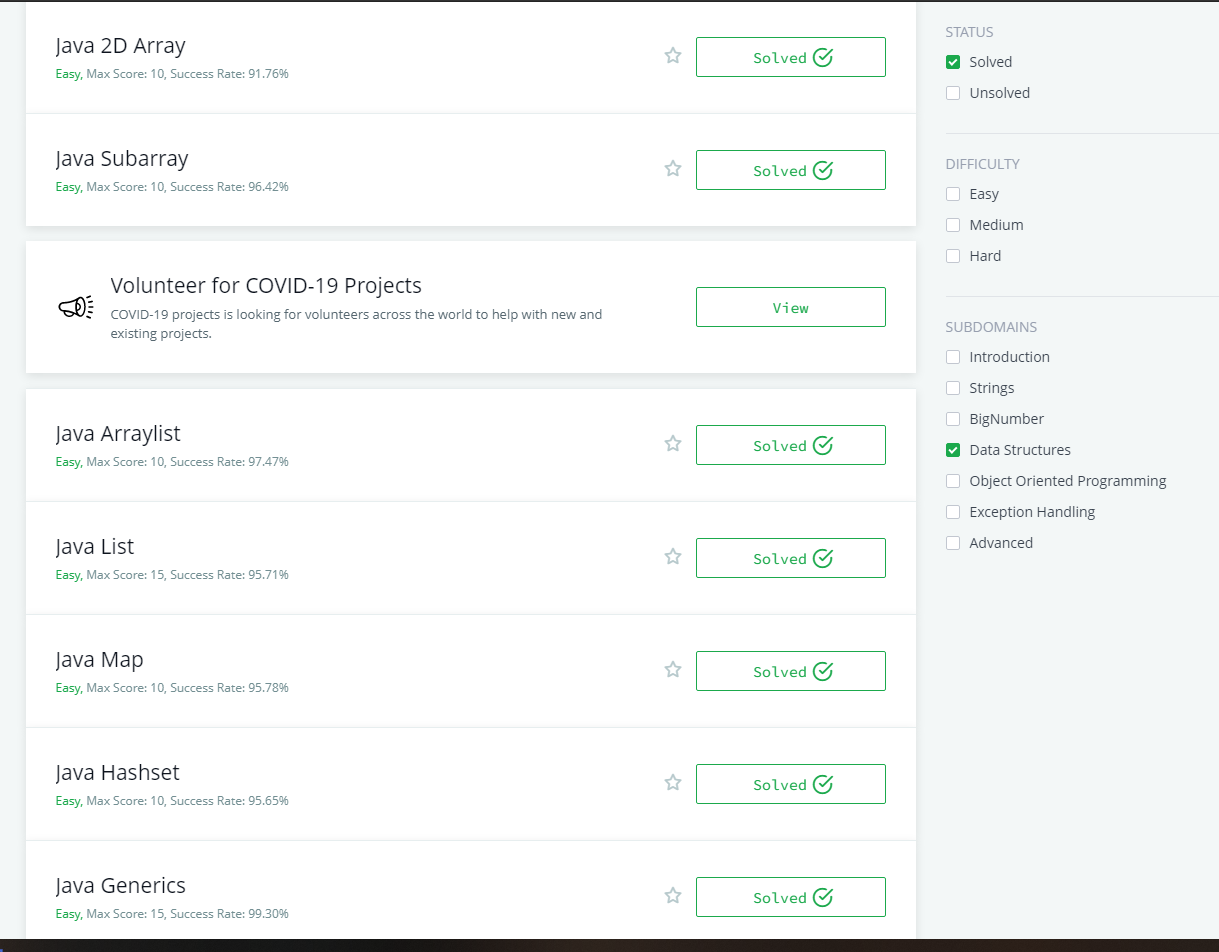 Java 2D Array
Easy, Max Score: 10, Success Rate: 91.76%
Solved
Java Subarray
Easy, Max Score: 10, Success Rate: 96.42%
Solved
Volunteer for COVID-19 Projects
COVID-19 projects is looking for volunteers across the world to help with new and
existing projects.
View
Java Arraylist
Easy, Max Score: 10, Success Rate: 97.47%
Solved
Java List
Easy, Max Score: 15, Success Rate: 95.71%
Solved
Java Map
Easy, Max Score: 10, Success Rate: 95.78%
Solved
Java Hashset
Easy, Max Score: 10, Success Rate: 95.65%
Solved
Java Generics
Easy, Max Score: 15, Success Rate: 99.30%
Solved
STATUS
Solved
Unsolved
DIFFICULTY
Easy
Medium
Hard
SUBDOMAINS
Introduction
Strings
BigNumber
Data Structures
Object Oriented Programming
Exception Handling
Advanced